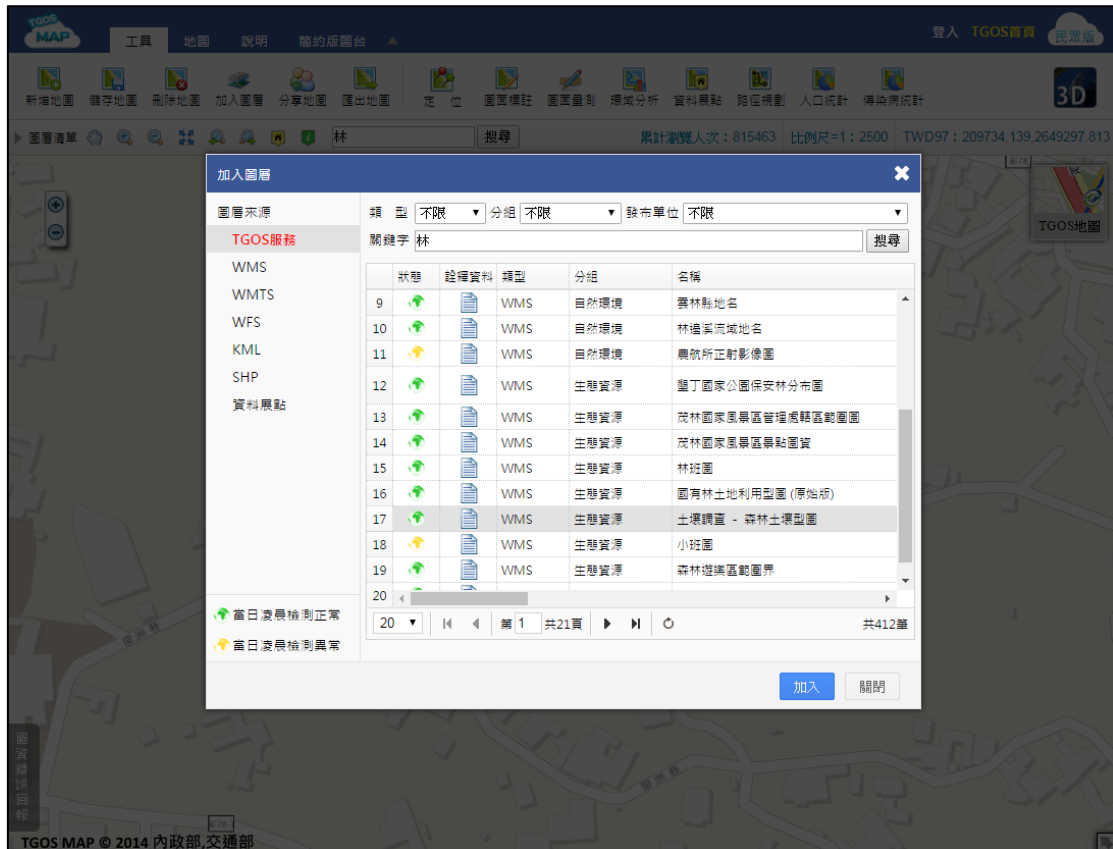 TGOS MAP
工具 地圖 說明 簡約版圖台 登入 TGOS首頁 民眾版
新增地圖 儲存地圖 刪除地圖 加入圖層 分享地圖 匯出地圖 定 位 圖面標註 圖面量測 環域分析 資料展點 路徑規劃 人口統計 傳染病統計 3D
圖層清單 林 搜尋 累計瀏覽人次：815463 比例尺=1：2500 TWD97：209734.139,2649297.813
加入圖層
圖層來源
TGOS服務
WMS
WMTS
WFS
KML
SHP
資料展點
當日凌晨檢測正常
當日凌晨檢測異常
類 型 不限 分組 不限 發布單位 不限
關鍵字 林 搜尋
狀態 詮釋資料 類型 分組 名稱
9 WMS 自然環境 雲林縣地名
10 WMS 自然環境 林邊溪流域地名
11 WMS 自然環境 農航所正射影像圖
12 WMS 生態資源 墾丁國家公園保安林分布圖
13 WMS 生態資源 茂林國家風景區管理處轄區範圍圖
14 WMS 生態資源 茂林國家風景區景點圖資
15 WMS 生態資源 林班圖
16 WMS 生態資源 國有林土地利用型圖 (原始版)
17 WMS 生態資源 土壤調查 - 森林土壤型圖
18 WMS 生態資源 小班圖
19 WMS 生態資源 森林遊樂區範圍界
20
20 第 1 共21頁 共412筆
加入 關閉
TGOS地圖
圖資錯誤回報
TGOS MAP © 2014 內政部,交通部